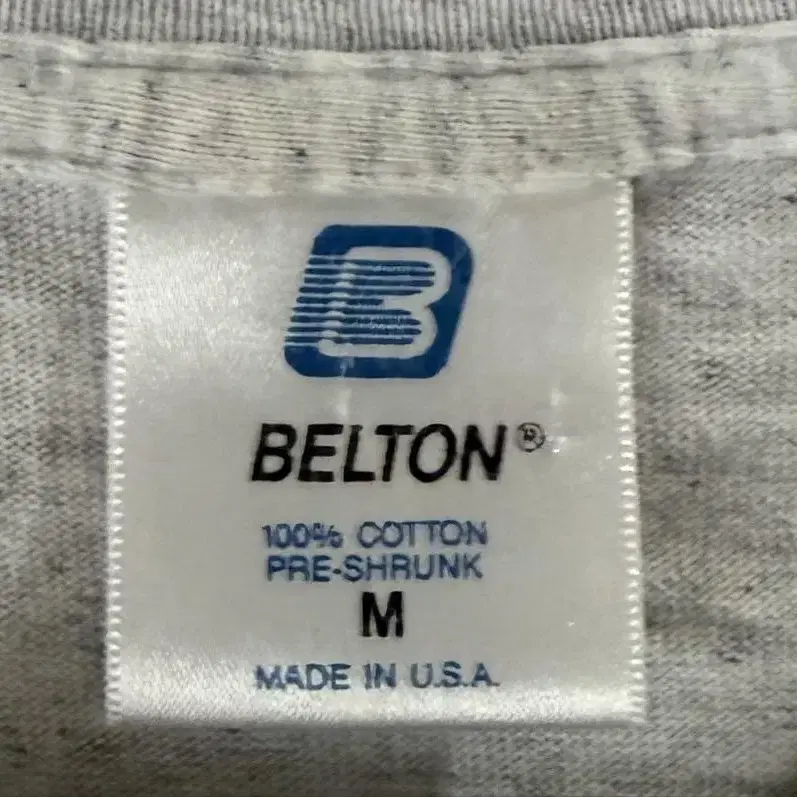 B
BELTON®
100% COTTON
PRE-SHRUNK
M
MADE IN U.S.A.